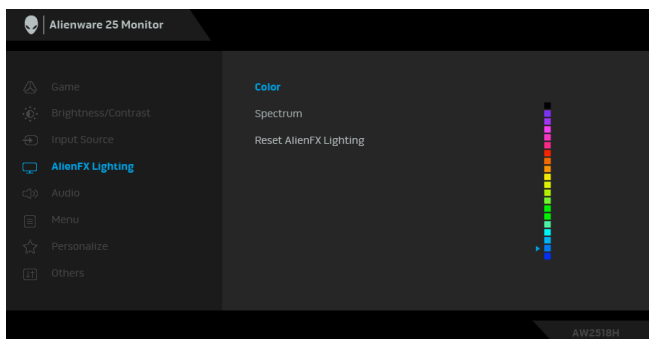 Alienware 25 Monitor
Game
Brightness/Contrast
Input Source
AlienFX Lighting
Audio
Menu
Personalize
Others
Color
Spectrum
Reset AlienFX Lighting
AW2518H